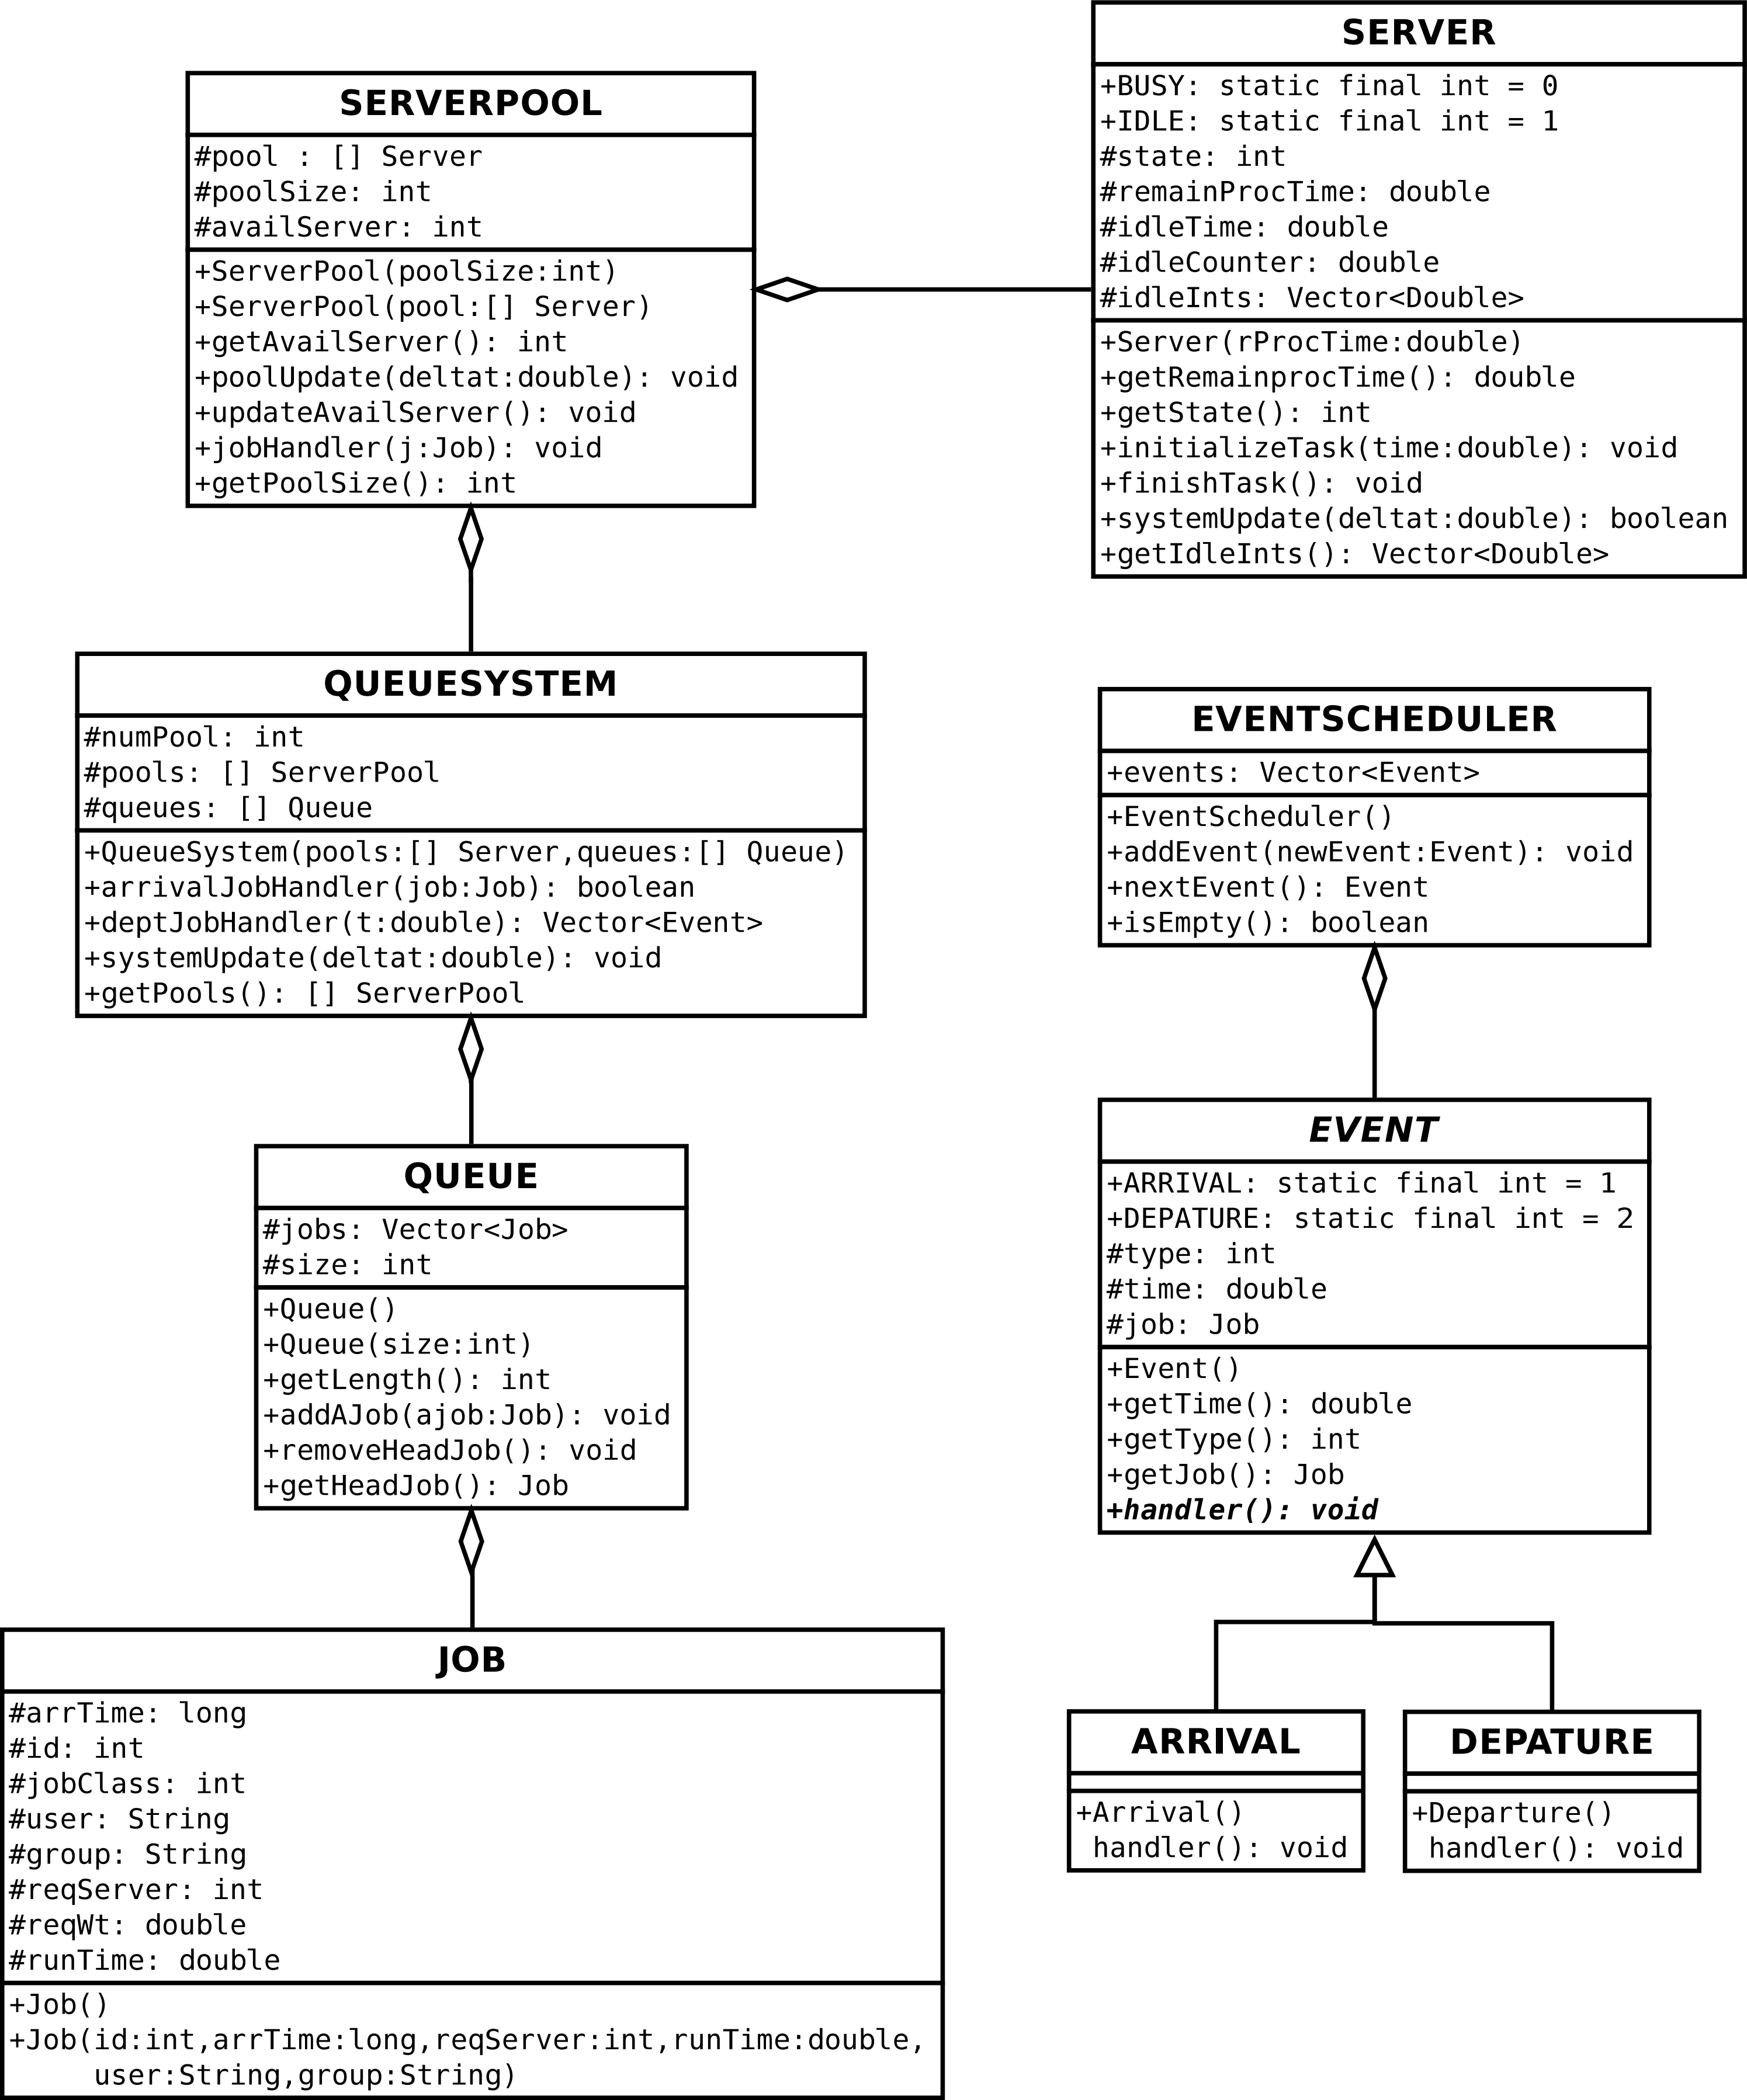 SERVERPOOL
#pool : [] Server
#poolSize: int
#availServer: int
+ServerPool(poolSize:int)
+ServerPool(pool:[] Server)
+getAvailServer(): int
+poolUpdate(deltat:double): void
+updateAvailServer(): void
+jobHandler(j:Job): void
+getPoolSize(): int
SERVER
+BUSY: static final int = 0
+IDLE: static final int = 1
#state: int
#remainProcTime: double
#idleTime: double
#idleCounter: double
#idleInts: Vector<Double>
+Server(rProcTime:double)
+getRemainprocTime(): double
+getState(): int
+initializeTask(time:double): void
+finishTask(): void
+systemUpdate(deltat:double): boolean
+getIdleInts(): Vector<Double>
QUEUESYSTEM
#numPool: int
#pools: [] ServerPool
#queues: [] Queue
+QueueSystem(pools:[] Server,queues:[] Queue)
+arrivalJobHandler(job:Job): boolean
+deptJobHandler(t:double): Vector<Event>
+systemUpdate(deltat:double): void
+getPools(): [] ServerPool
EVENTSCHEDULER
+events: Vector<Event>
+EventScheduler()
+addEvent(newEvent:Event): void
+nextEvent(): Event
+isEmpty(): boolean
QUEUE
#jobs: Vector<Job>
#size: int
+Queue()
+Queue(size:int)
+getLength(): int
+addAJob(ajob:Job): void
+removeHeadJob(): void
+getHeadJob(): Job
EVENT
+ARRIVAL: static final int = 1
+DEPATURE: static final int = 2
#type: int
#time: double
#job: Job
+Event()
+getTime(): double
+getType(): int
+getJob(): Job
+handler(): void
JOB
#arrTime: long
#id: int
#jobClass: int
#user: String
#group: String
#reqServer: int
#reqWt: double
#runTime: double
+Job()
+Job(id:int,arrTime:long,reqServer:int,runTime:double,
user:String,group:String)
ARRIVAL
+Arrival()
handler(): void
DEPATURE
+Departure()
handler(): void